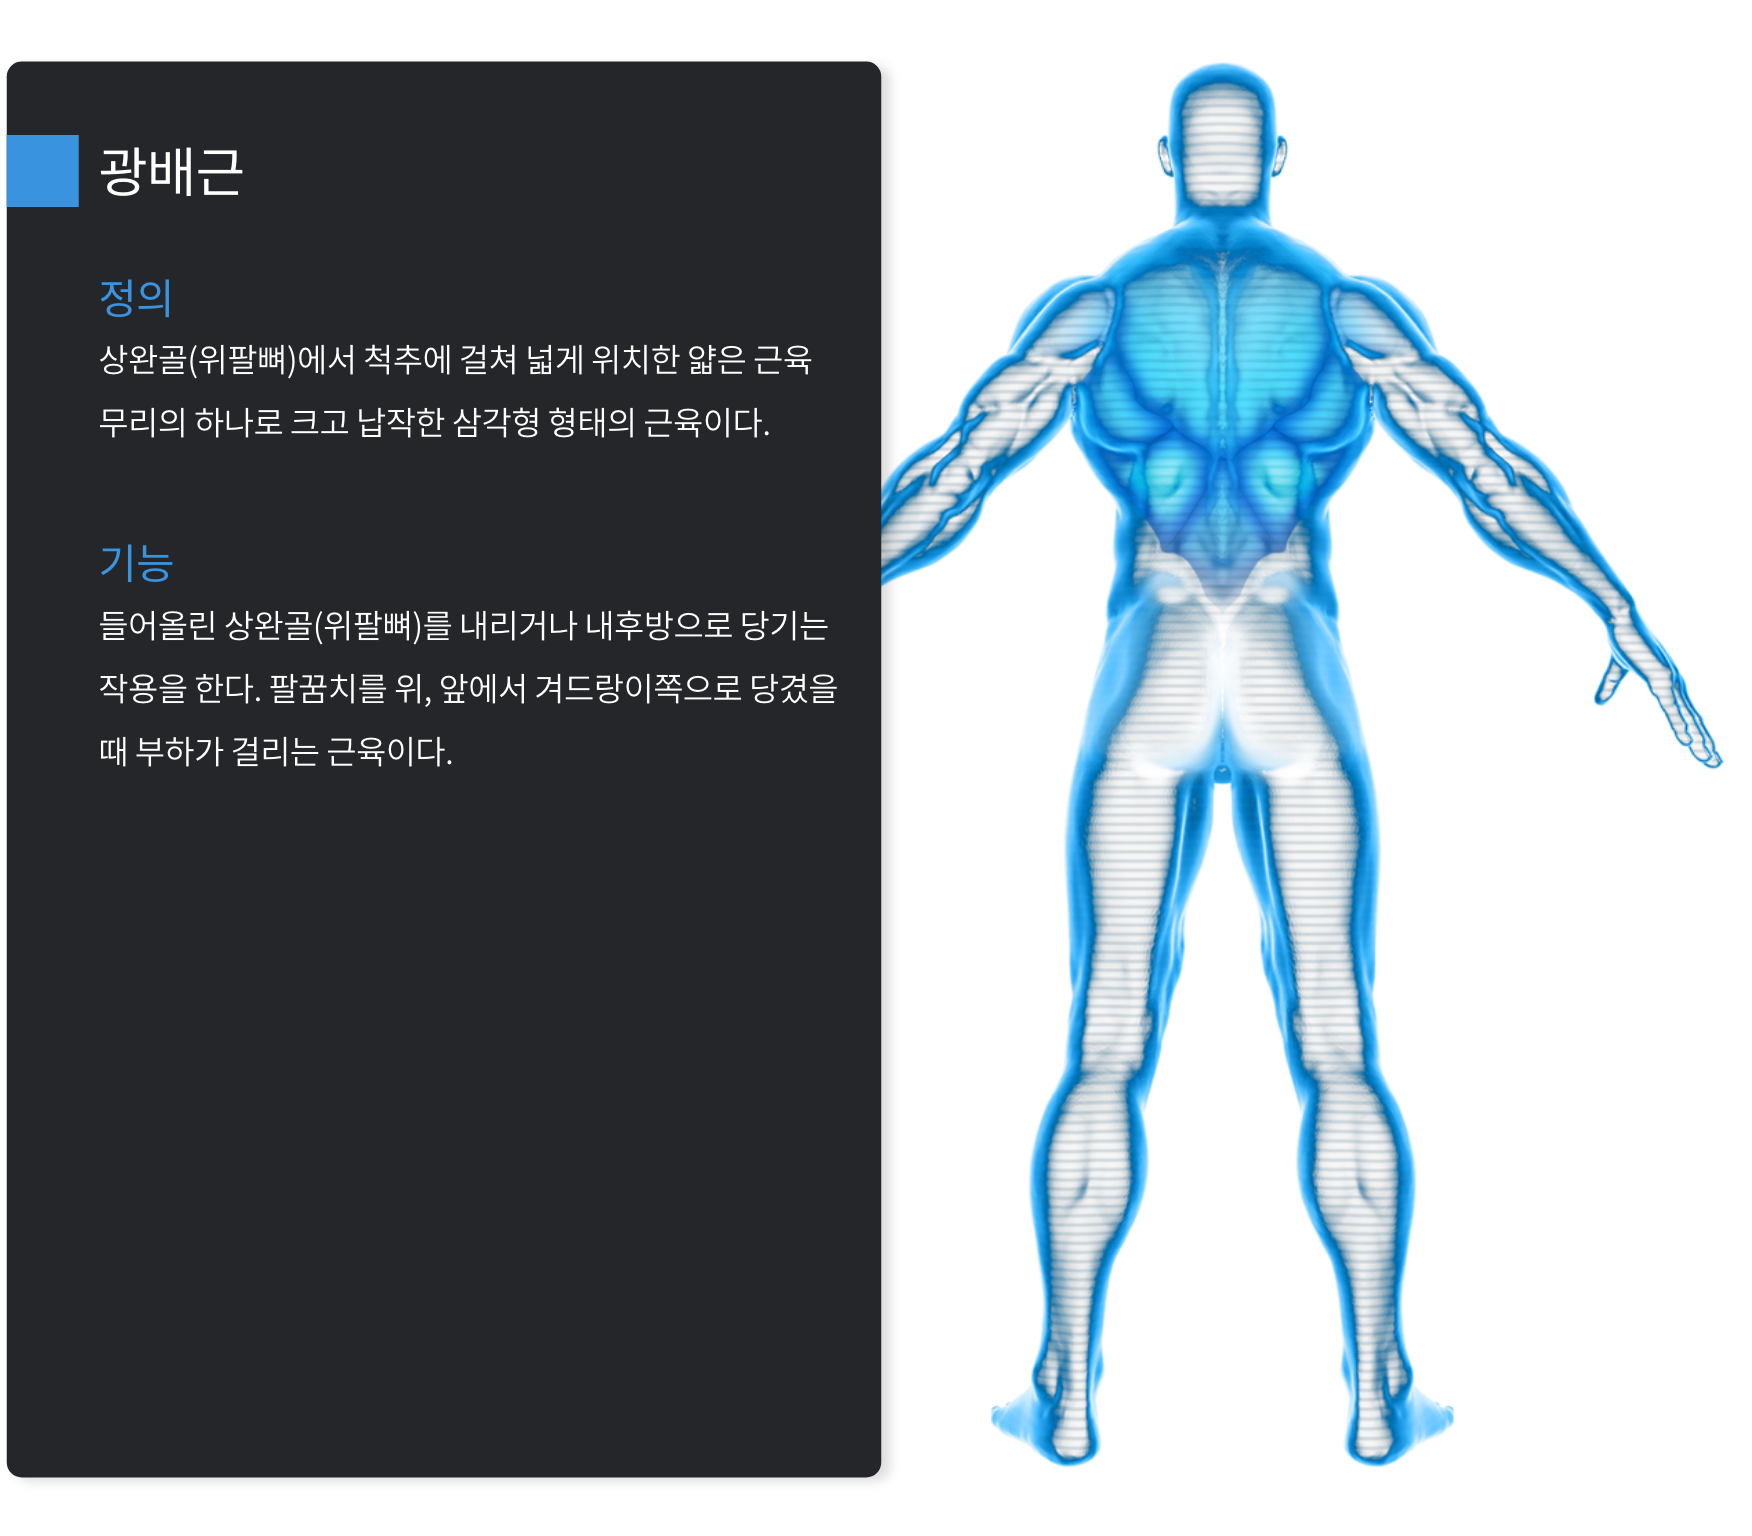 광배근
정의
상완골(위팔뼈)에서 척추에 걸쳐 넓게 위치한 얇은 근육
무리의 하나로 크고 납작한 삼각형 형태의 근육이다.
기능
들어올린 상완골(위팔뼈)를 내리거나 내후방으로 당기는
작용을 한다. 팔꿈치를 위, 앞에서 겨드랑이쪽으로 당겼을
때 부하가 걸리는 근육이다.